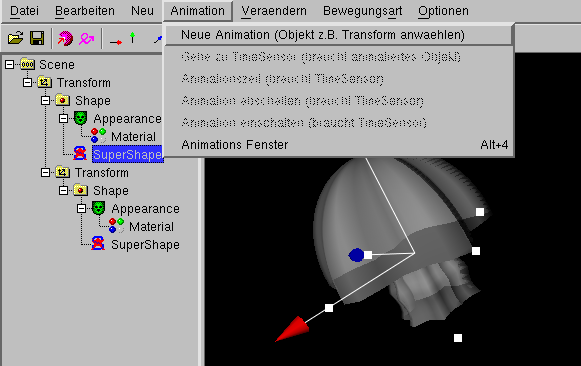 Datei Bearbeiten Neu Animation Veraendern Bewegungsart Optionen
Neue Animation (Objekt z.B. Transform anwaehlen)
Gehe zu TimeSensor (braucht animiertes Objekt)
Animationszeit (braucht TimeSensor)
Animation abschalten (braucht TimeSensor)
Animation einschalten (braucht TimeSensor)
Animations Fenster Alt+4
Scene
Transform
Shape
Appearance
Material
SuperShape
Transform
Shape
Appearance
Material
SuperShape